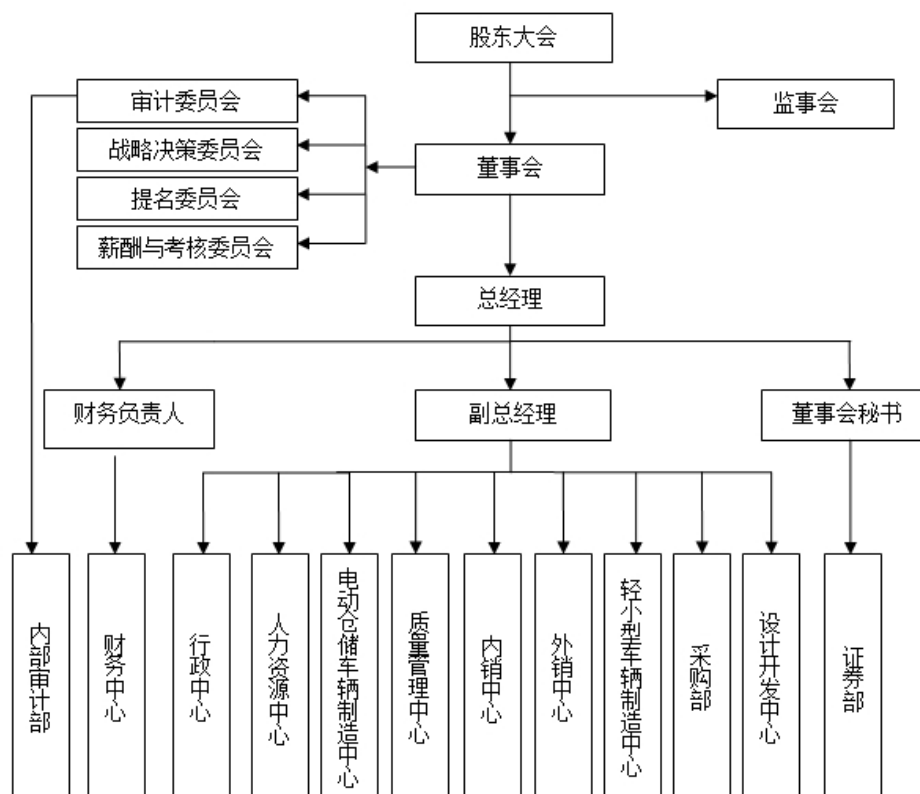 股东大会
审计委员会
监事会
战略决策委员会
董事会
提名委员会
薪酬与考核委员会
总经理
财务负责人
副总经理
董事会秘书
内部审计部
财务中心
行政中心
人力资源中心
电动仓储车辆制造中心
质量管理中心
内销中心
外销中心
轻小型车辆制造中心
采购部
设计开发中心
证券部